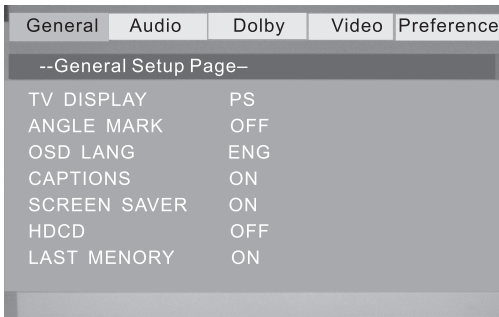 General Audio Dolby Video Preference
--General Setup Page–
TV DISPLAY PS
ANGLE MARK OFF
OSD LANG ENG
CAPTIONS ON
SCREEN SAVER ON
HDCD OFF
LAST MENORY ON